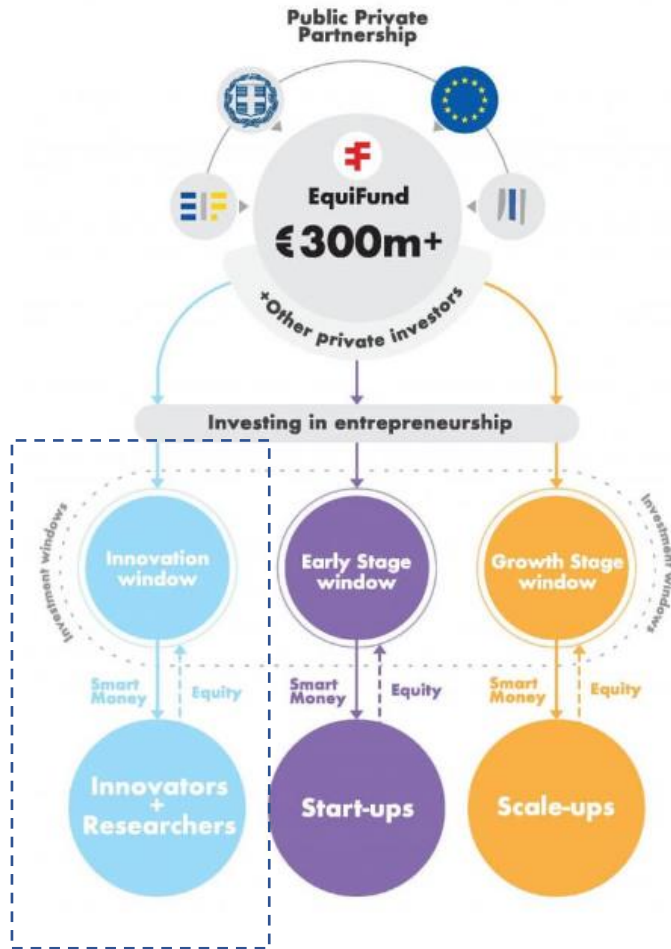 Public Private
Partnership
EIF
EquiFund
€300m+
+Other private investors
Investing in entrepreneurship
Investment windows
Investment windows
Innovation
window
Early Stage
window
Growth Stage
window
Smart
Money
Equity
Smart
Money
Equity
Smart
Money
Equity
Innovators
+
Researchers
Start-ups
Scale-ups